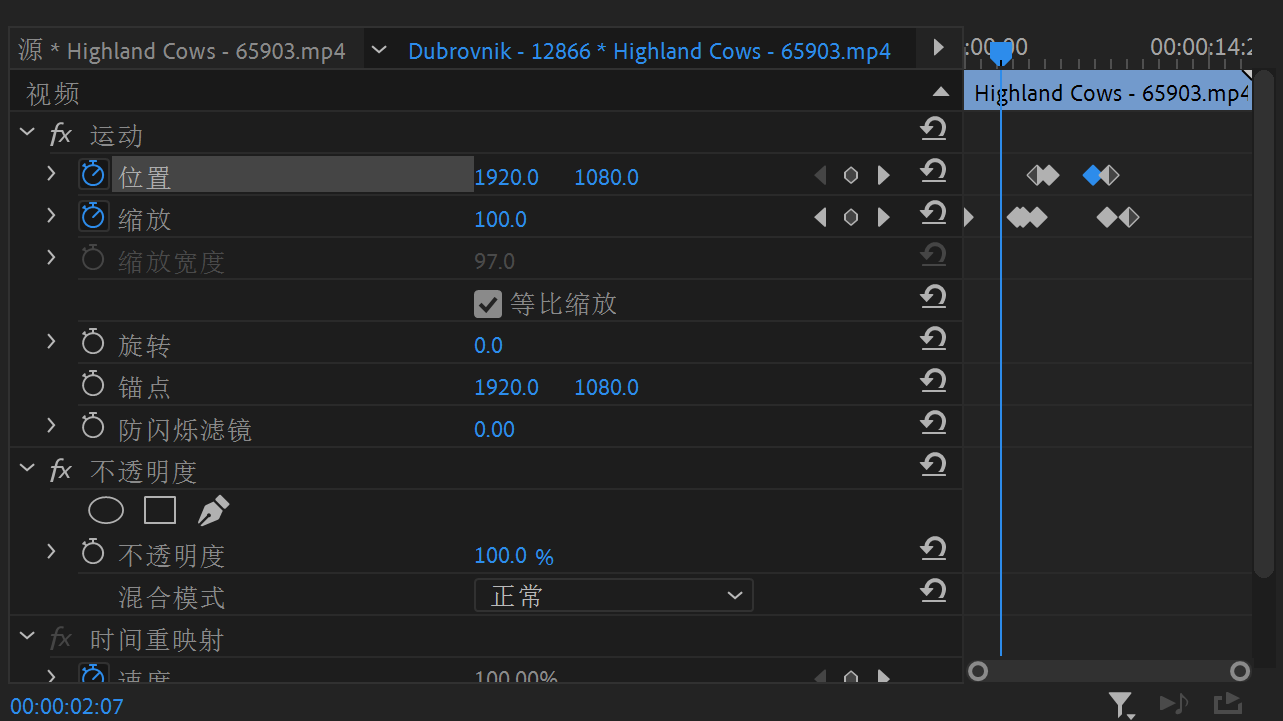 源 * Highland Cows - 65903.mp4 Dubrovnik - 12866 * Highland Cows - 65903.mp4 :00:00 00:00:14:2
视频 Highland Cows - 65903.mp4
fx 运动
位置 1920.0 1080.0
缩放 100.0
缩放宽度 97.0
等比缩放
旋转 0.0
锚点 1920.0 1080.0
防闪烁滤镜 0.00
fx 不透明度
不透明度 100.0 %
混合模式 正常
fx 时间重映射
速度 100.00%
00:00:02:07